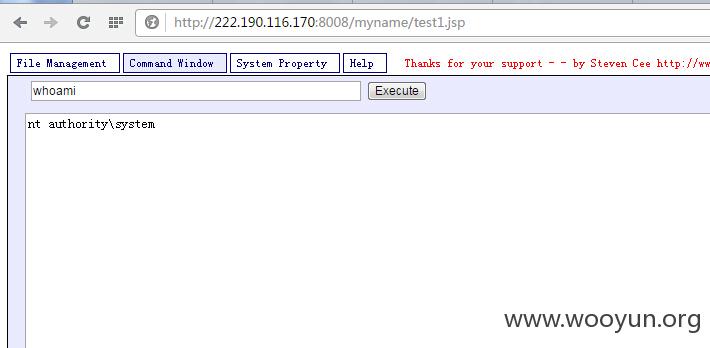 http://222.190.116.170:8008/myname/test1.jsp
File Management Command Window System Property Help Thanks for your support - - by Steven Cee http://ww
whoami Execute
nt authority\system
www.wooyun.org